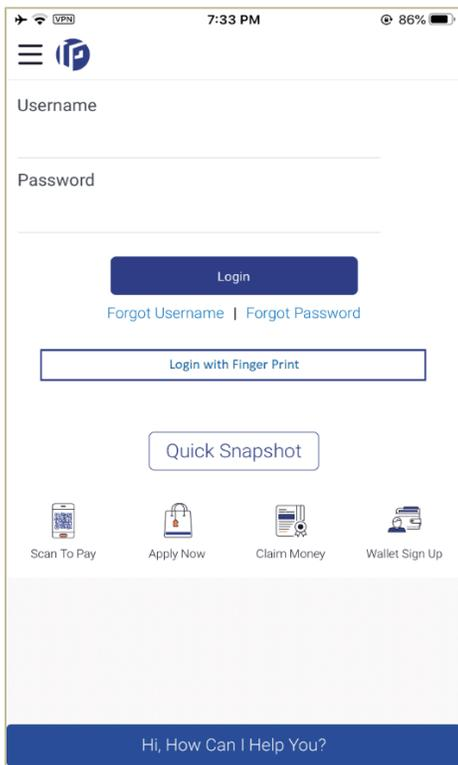 VPN 7:33 PM 86%
Username
Password
Login
Forgot Username | Forgot Password
Login with Finger Print
Quick Snapshot
Scan To Pay Apply Now Claim Money Wallet Sign Up
Hi, How Can I Help You?